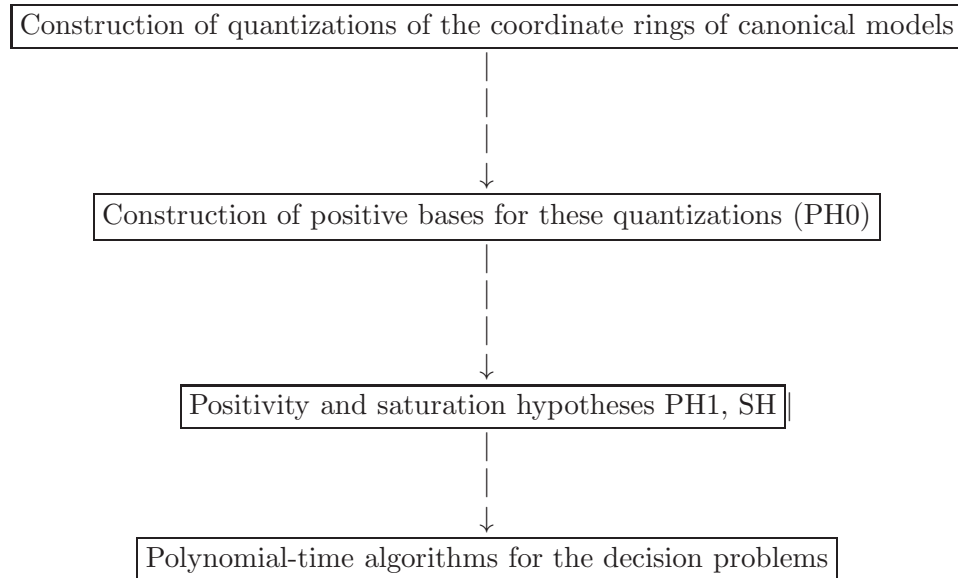 Construction of quantizations of the coordinate rings of canonical models
Construction of positive bases for these quantizations (PH0)
Positivity and saturation hypotheses PH1, SH
Polynomial-time algorithms for the decision problems